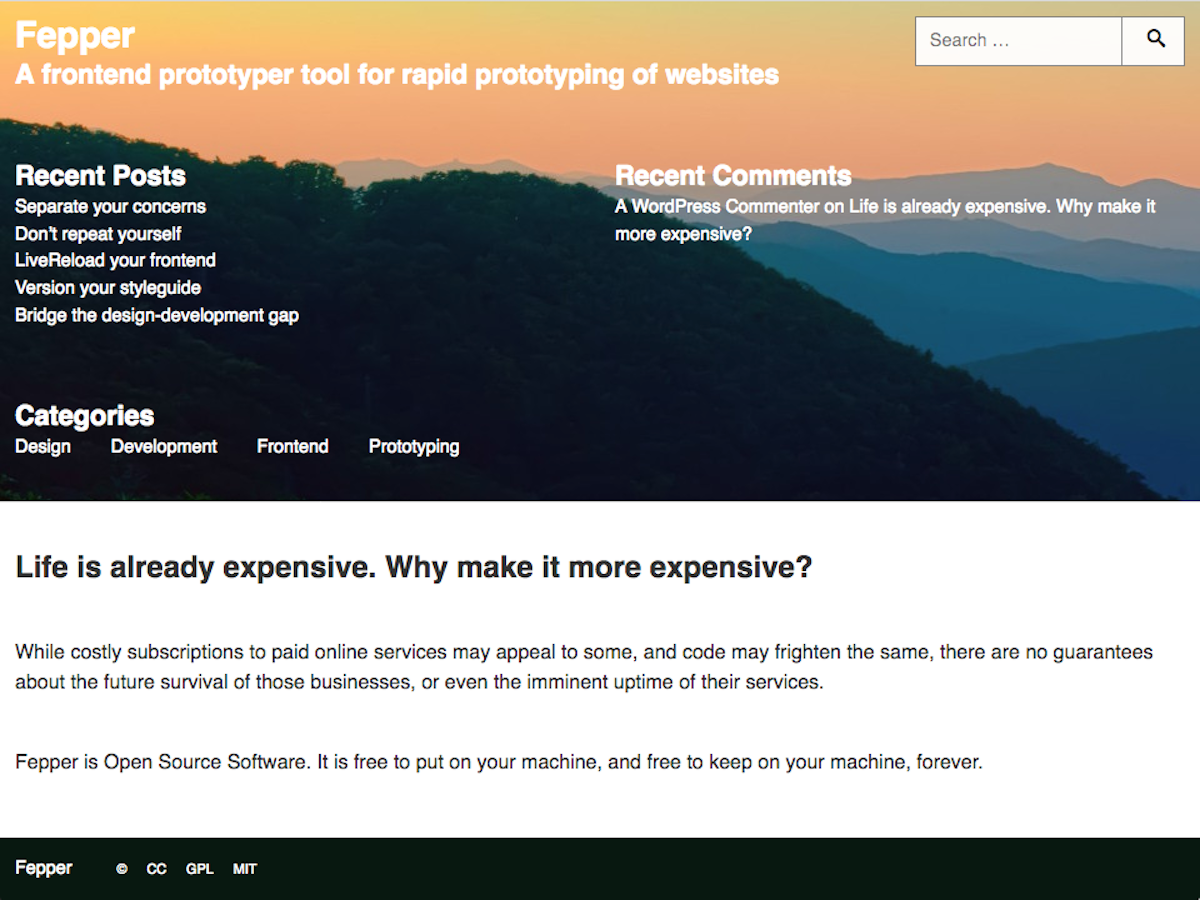 Fepper
A frontend prototyper tool for rapid prototyping of websites
Search …
Recent Posts
Separate your concerns
Don't repeat yourself
LiveReload your frontend
Version your styleguide
Bridge the design-development gap
Recent Comments
A WordPress Commenter on Life is already expensive. Why make it
more expensive?
Categories
Design Development Frontend Prototyping
Life is already expensive. Why make it more expensive?
While costly subscriptions to paid online services may appeal to some, and code may frighten the same, there are no guarantees
about the future survival of those businesses, or even the imminent uptime of their services.
Fepper is Open Source Software. It is free to put on your machine, and free to keep on your machine, forever.
Fepper © CC GPL MIT